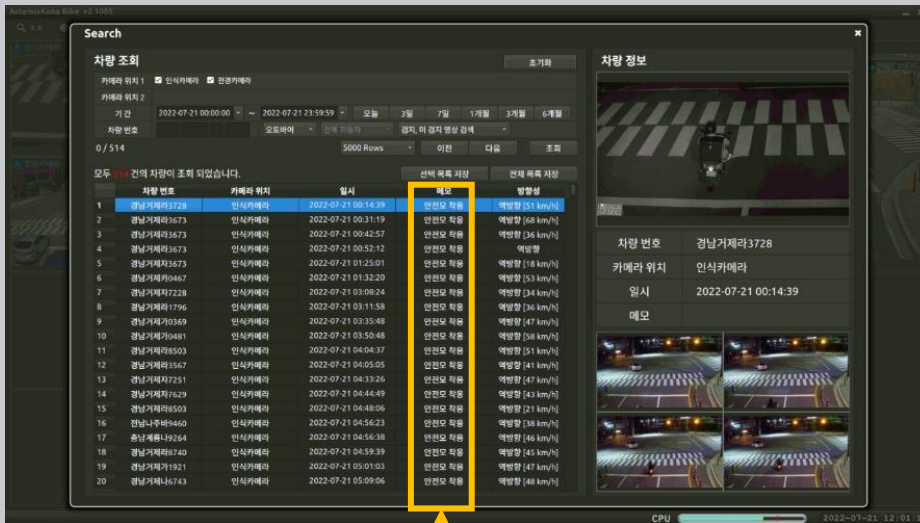 ArtemisKona Bike v2.1005
Search
차량 조회
초기화
카메라 위치 1 인식카메라 전경카메라
카메라 위치 2
기 간 2022-07-21 00:00:00 ~ 2022-07-21 23:59:59 오늘 3일 7일 1개월 3개월 6개월
차량 번호 오토바이 전체 자동차 검지, 미 검지 영상 검색
0 / 514 5000 Rows 이전 다음 조회
모두 514 건의 차량이 조회 되었습니다. 선택 목록 저장 전체 목록 저장
차량 번호 카메라 위치 일시 메모 방향성
1 경남거제라3728 인식카메라 2022-07-21 00:14:39 안전모 착용 역방향 [51 km/h]
2 경남거제라3673 인식카메라 2022-07-21 00:31:19 안전모 착용 역방향 [68 km/h]
3 경남거제라3673 인식카메라 2022-07-21 00:42:57 안전모 착용 역방향 [36 km/h]
4 경남거제라3673 인식카메라 2022-07-21 00:52:12 안전모 착용 역방향
5 경남거제자3673 인식카메라 2022-07-21 01:25:01 안전모 착용 역방향 [18 km/h]
6 경남거제카0467 인식카메라 2022-07-21 01:32:20 안전모 착용 역방향 [53 km/h]
7 경남거제자7228 인식카메라 2022-07-21 03:08:24 안전모 착용 역방향 [34 km/h]
8 경남거제라1796 인식카메라 2022-07-21 03:11:58 안전모 착용 역방향 [36 km/h]
9 경남거제가0369 인식카메라 2022-07-21 03:35:48 안전모 착용 역방향 [47 km/h]
10 경남거제가0481 인식카메라 2022-07-21 03:50:48 안전모 착용 역방향 [58 km/h]
11 경남거제라8503 인식카메라 2022-07-21 04:04:37 안전모 착용 역방향 [51 km/h]
12 경남거제라3567 인식카메라 2022-07-21 04:05:05 안전모 착용 역방향 [41 km/h]
13 경남거제자7251 인식카메라 2022-07-21 04:33:26 안전모 착용 역방향 [47 km/h]
14 경남거제자7629 인식카메라 2022-07-21 04:44:49 안전모 착용 역방향 [43 km/h]
15 경남거제라8503 인식카메라 2022-07-21 04:48:06 안전모 착용 역방향 [21 km/h]
16 전남나주바9460 인식카메라 2022-07-21 04:56:23 안전모 착용 역방향 [38 km/h]
17 충남계룡나9264 인식카메라 2022-07-21 04:56:38 안전모 착용 역방향 [46 km/h]
18 경남거제라8740 인식카메라 2022-07-21 04:59:39 안전모 착용 역방향 [45 km/h]
19 경남거제가1921 인식카메라 2022-07-21 05:01:03 안전모 착용 역방향 [47 km/h]
20 경남거제나6743 인식카메라 2022-07-21 05:09:06 안전모 착용 역방향 [48 km/h]
차량 정보
차량 번호 경남거제라3728
카메라 위치 인식카메라
일시 2022-07-21 00:14:39
메모
CPU 2022-07-21 12:01: